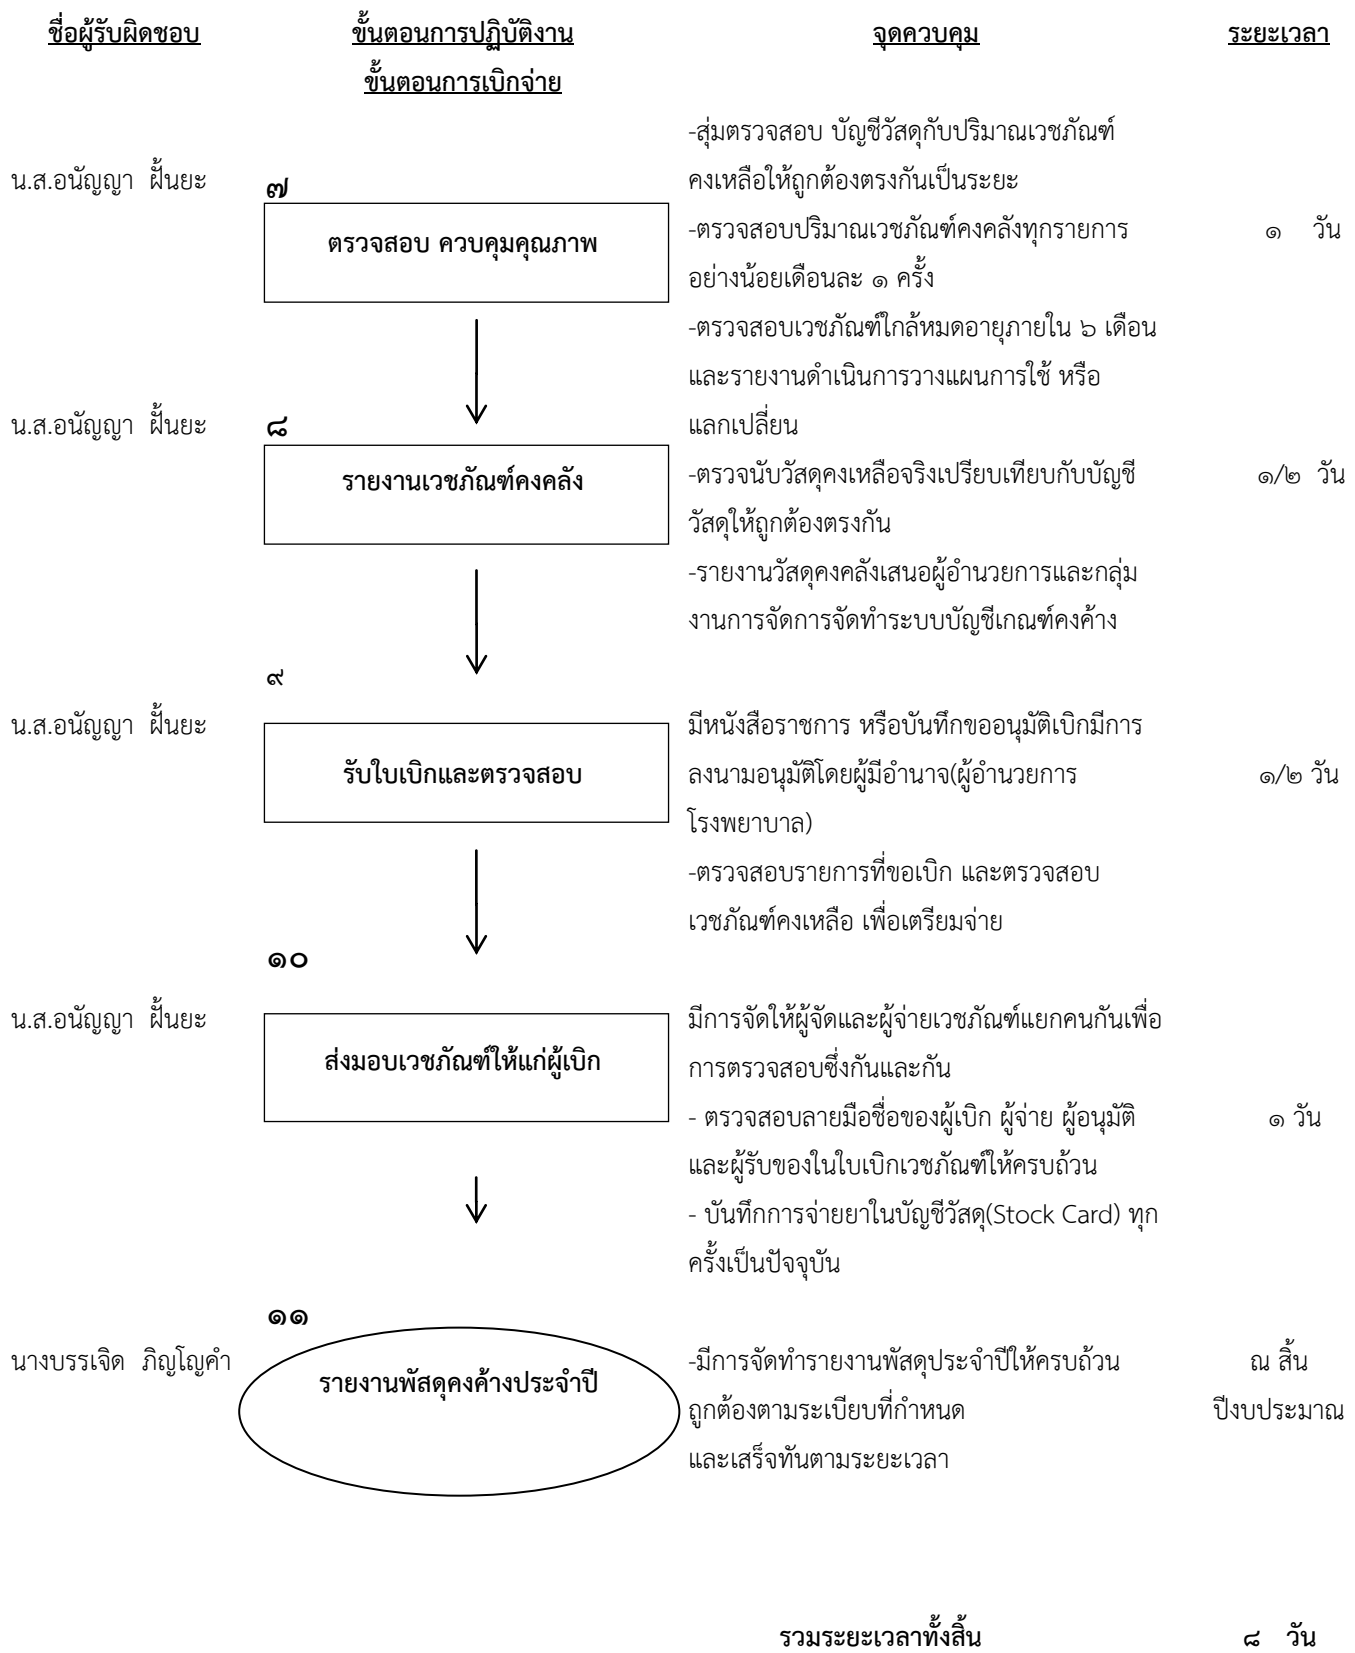 ชื่อผู้รับผิดชอบ ขั้นตอนการปฏิบัติงาน จุดควบคุม ระยะเวลา
ขั้นตอนการเบิกจ่าย
-สุ่มตรวจสอบ บัญชีวัสดุกับปริมาณเวชภัณฑ์
น.ส.อนัญญา ฝั้นยะ ๗ คงเหลือให้ถูกต้องตรงกันเป็นระยะ
ตรวจสอบ ควบคุมคุณภาพ -ตรวจสอบปริมาณเวชภัณฑ์คงคลังทุกรายการ ๑ วัน
อย่างน้อยเดือนละ ๑ ครั้ง
-ตรวจสอบเวชภัณฑ์ใกล้หมดอายุภายใน ๖ เดือน
และรายงานดำเนินการวางแผนการใช้ หรือ
น.ส.อนัญญา ฝั้นยะ ๘ แลกเปลี่ยน
รายงานเวชภัณฑ์คงคลัง -ตรวจนับวัสดุคงเหลือจริงเปรียบเทียบกับบัญชี ๑/๒ วัน
วัสดุให้ถูกต้องตรงกัน
-รายงานวัสดุคงคลังเสนอผู้อำนวยการและกลุ่ม
งานการจัดการจัดทำระบบบัญชีเกณฑ์คงค้าง
๙
น.ส.อนัญญา ฝั้นยะ มีหนังสือราชการ หรือบันทึกขออนุมัติเบิกมีการ
รับใบเบิกและตรวจสอบ ลงนามอนุมัติโดยผู้มีอำนาจ(ผู้อำนวยการ ๑/๒ วัน
โรงพยาบาล)
-ตรวจสอบรายการที่ขอเบิก และตรวจสอบ
เวชภัณฑ์คงเหลือ เพื่อเตรียมจ่าย
๑๐
น.ส.อนัญญา ฝั้นยะ มีการจัดให้ผู้จัดและผู้จ่ายเวชภัณฑ์แยกคนกันเพื่อ
ส่งมอบเวชภัณฑ์ให้แก่ผู้เบิก การตรวจสอบซึ่งกันและกัน
- ตรวจสอบลายมือชื่อของผู้เบิก ผู้จ่าย ผู้อนุมัติ ๑ วัน
และผู้รับของในใบเบิกเวชภัณฑ์ให้ครบถ้วน
- บันทึกการจ่ายยาในบัญชีวัสดุ(Stock Card) ทุก
ครั้งเป็นปัจจุบัน
๑๑
นางบรรเจิด ภิญโญคำ รายงานพัสดุคงค้างประจำปี -มีการจัดทำรายงานพัสดุประจำปีให้ครบถ้วน ณ สิ้น
ถูกต้องตามระเบียบที่กำหนด ปีงบประมาณ
และเสร็จทันตามระยะเวลา
รวมระยะเวลาทั้งสิ้น ๘ วัน